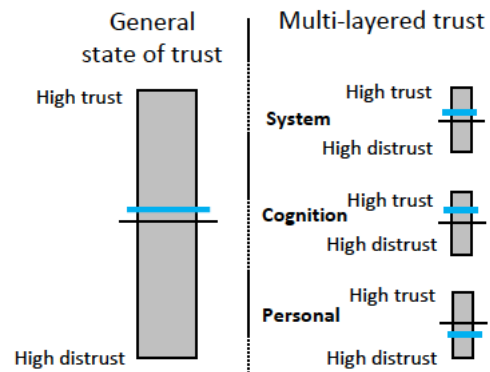 General
state of trust
High trust
High distrust
Multi-layered trust
High trust
System
High distrust
High trust
Cognition
High distrust
High trust
Personal
High distrust